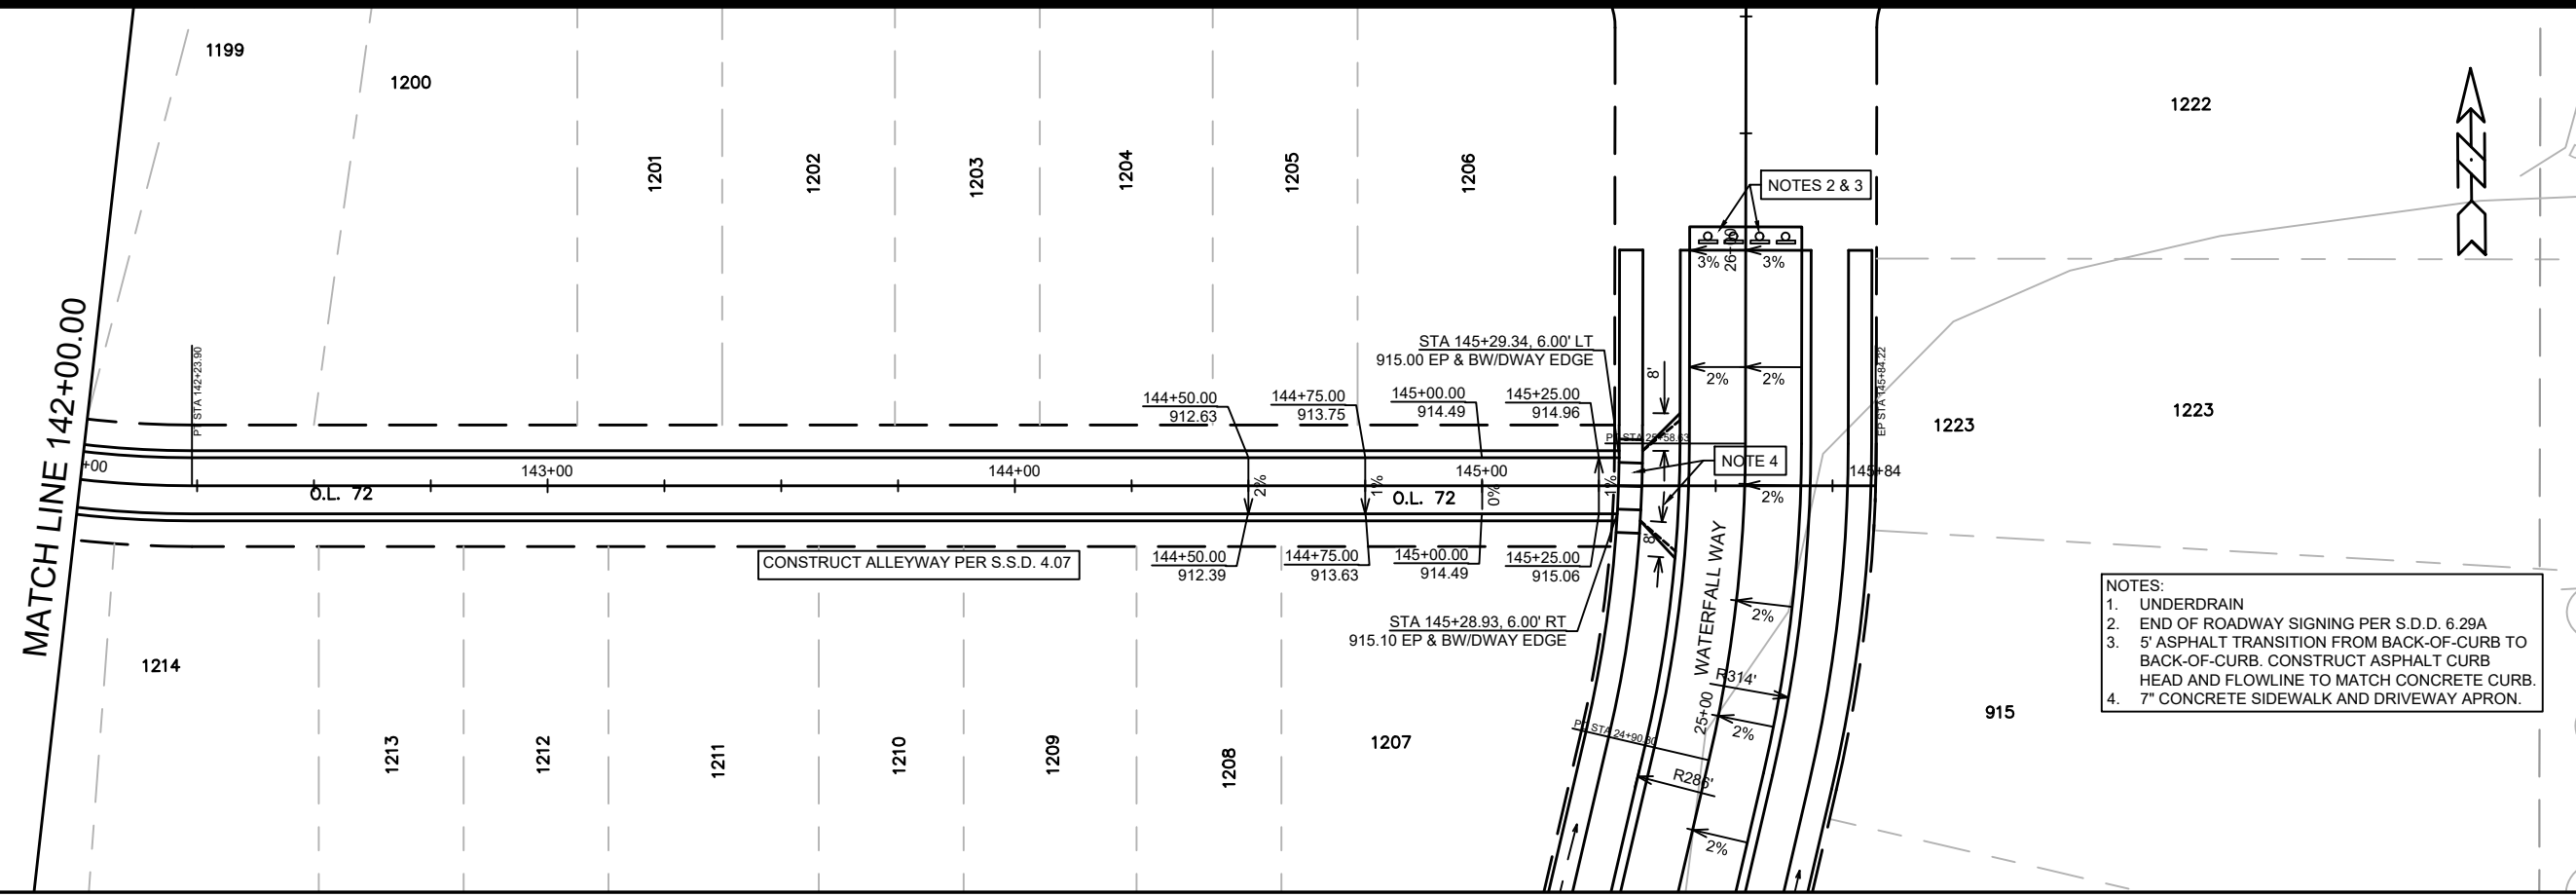 1199
1200
1201
1202
1203
1204
1205
1206
1222
NOTES 2 & 3
3%
26+00
3%
MATCH LINE 142+00.00
PT STA 142+23.90
STA 145+29.34, 6.00' LT
915.00 EP & BW/DWAY EDGE
8'
2%
2%
EP STA 145+84.22
144+50.00
912.63
144+75.00
913.75
145+00.00
914.49
145+25.00
914.96
1223
1223
NOTE 4
+00
143+00
144+00
145+00
145+84
O.L. 72
2%
1%
O.L. 72
0%
1%
2%
CONSTRUCT ALLEYWAY PER S.S.D. 4.07
144+50.00
912.39
144+75.00
913.63
145+00.00
914.49
145+25.00
915.06
8'
STA 145+28.93, 6.00' RT
915.10 EP & BW/DWAY EDGE
WATERFALL WAY
2%
NOTES:
1. UNDERDRAIN
2. END OF ROADWAY SIGNING PER S.D.D. 6.29A
3. 5' ASPHALT TRANSITION FROM BACK-OF-CURB TO
BACK-OF-CURB. CONSTRUCT ASPHALT CURB
HEAD AND FLOWLINE TO MATCH CONCRETE CURB.
4. 7" CONCRETE SIDEWALK AND DRIVEWAY APRON.
1214
1213
1212
1211
1210
1209
1208
1207
R314'
25+00
2%
STA 24+90.80
R286'
2%
915